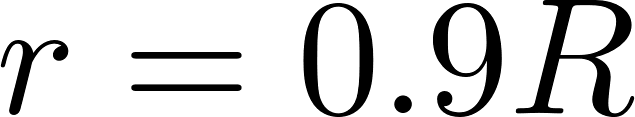 r = 0.9R